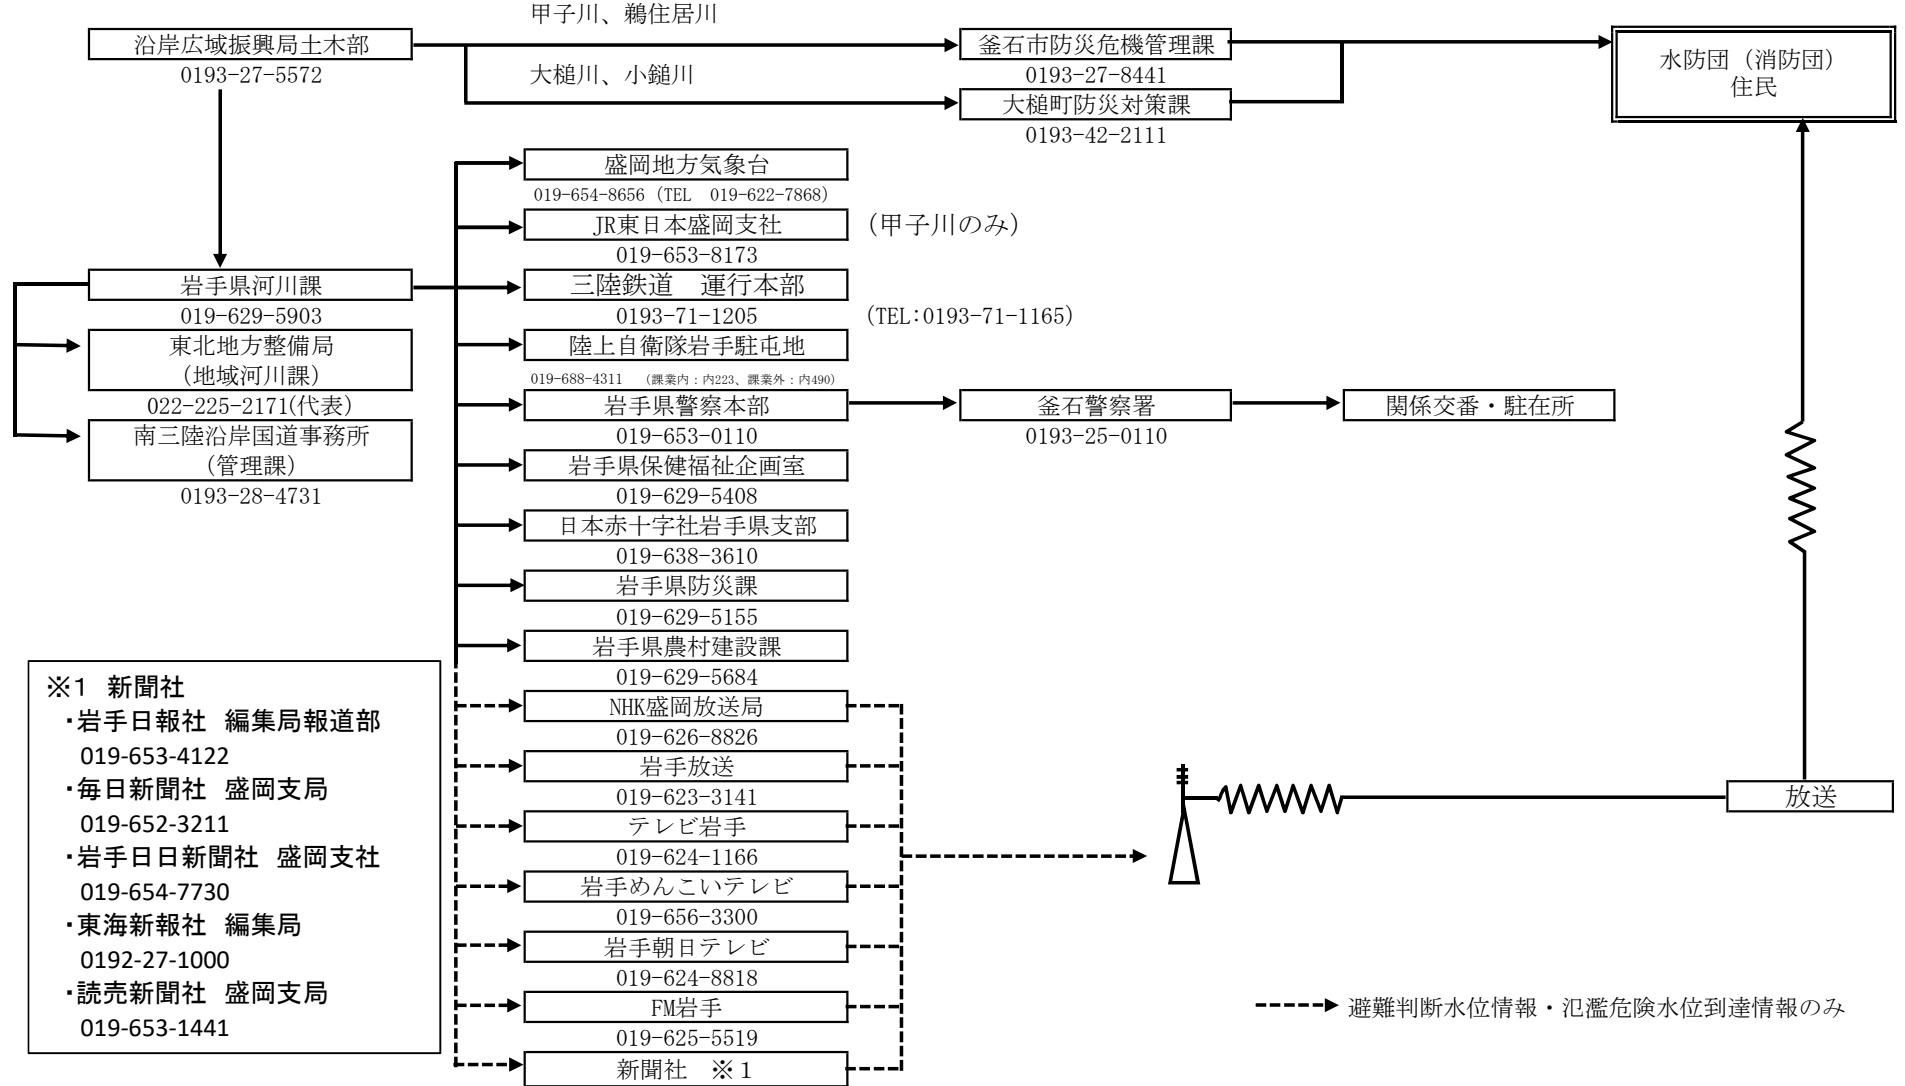 甲子川、鵜住居川
沿岸広域振興局土木部
0193-27-5572
大槌川、小鎚川
釜石市防災危機管理課
0193-27-8441
大槌町防災対策課
0193-42-2111
水防団（消防団）
住民
盛岡地方気象台
019-654-8656（TEL　019-622-7868）
JR東日本盛岡支社
（甲子川のみ）
019-653-8173
岩手県河川課
019-629-5903
三陸鉄道　運行本部
0193-71-1205
（TEL:0193-71-1165）
東北地方整備局
（地域河川課）
022-225-2171(代表)
南三陸沿岸国道事務所
（管理課）
0193-28-4731
陸上自衛隊岩手駐屯地
019-688-4311　（課業内：内223、課業外：内490）
岩手県警察本部
019-653-0110
釜石警察署
0193-25-0110
関係交番・駐在所
岩手県保健福祉企画室
019-629-5408
日本赤十字社岩手県支部
019-638-3610
岩手県防災課
019-629-5155
岩手県農村建設課
019-629-5684
NHK盛岡放送局
019-626-8826
岩手放送
019-623-3141
テレビ岩手
019-624-1166
岩手めんこいテレビ
019-656-3300
岩手朝日テレビ
019-624-8818
FM岩手
019-625-5519
新聞社　※１
放送
※1　新聞社
・岩手日報社　編集局報道部
019-653-4122
・毎日新聞社　盛岡支局
019-652-3211
・岩手日日新聞社　盛岡支社
019-654-7730
・東海新報社　編集局
0192-27-1000
・読売新聞社　盛岡支局
019-653-1441
避難判断水位情報・氾濫危険水位到達情報のみ